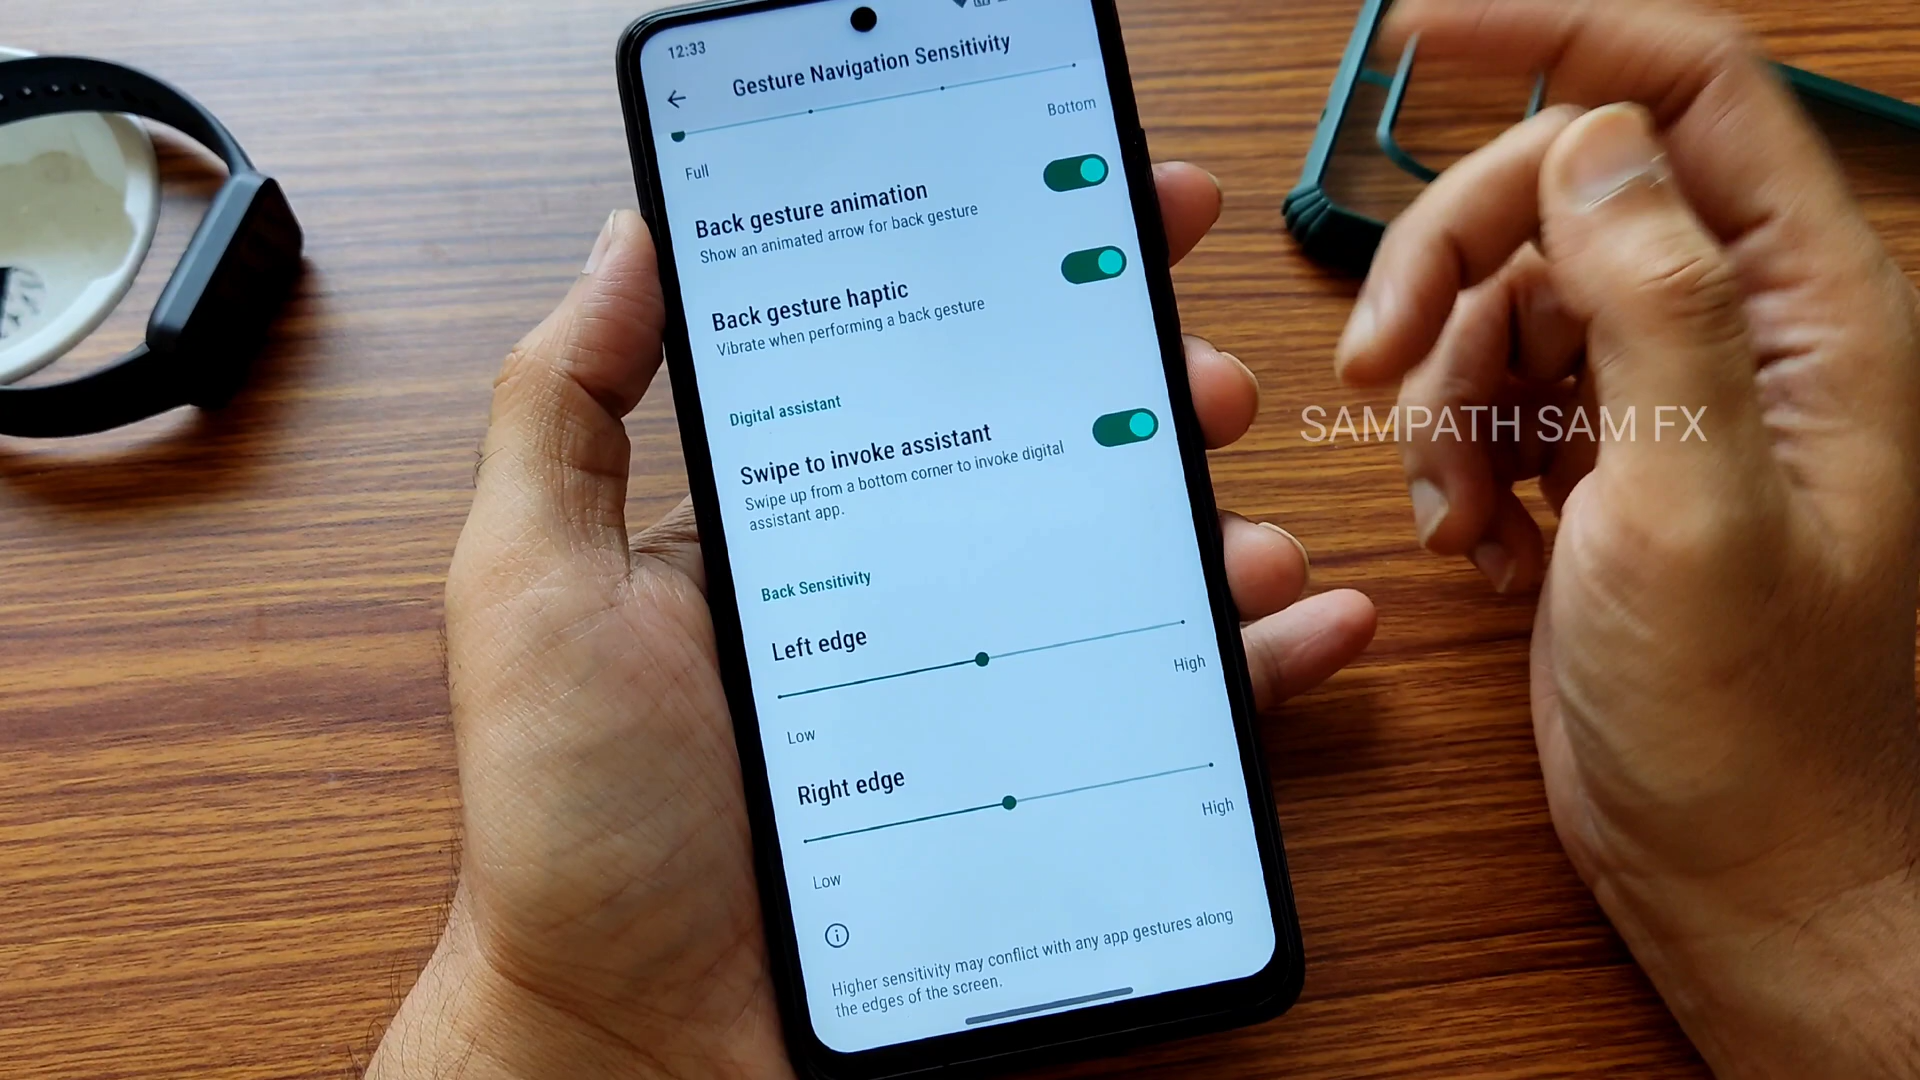 12:33
Gesture Navigation Sensitivity
Bottom
Full
Back gesture animation
Show an animated arrow for back gesture
Back gesture haptic
Vibrate when performing a back gesture
Digital assistant
Swipe to invoke assistant
Swipe up from a bottom corner to invoke digital
assistant app.
SAMPATH SAM FX
Back Sensitivity
Left edge
High
Low
Right edge
High
Low
Higher sensitivity may conflict with any app gestures along
the edges of the screen.